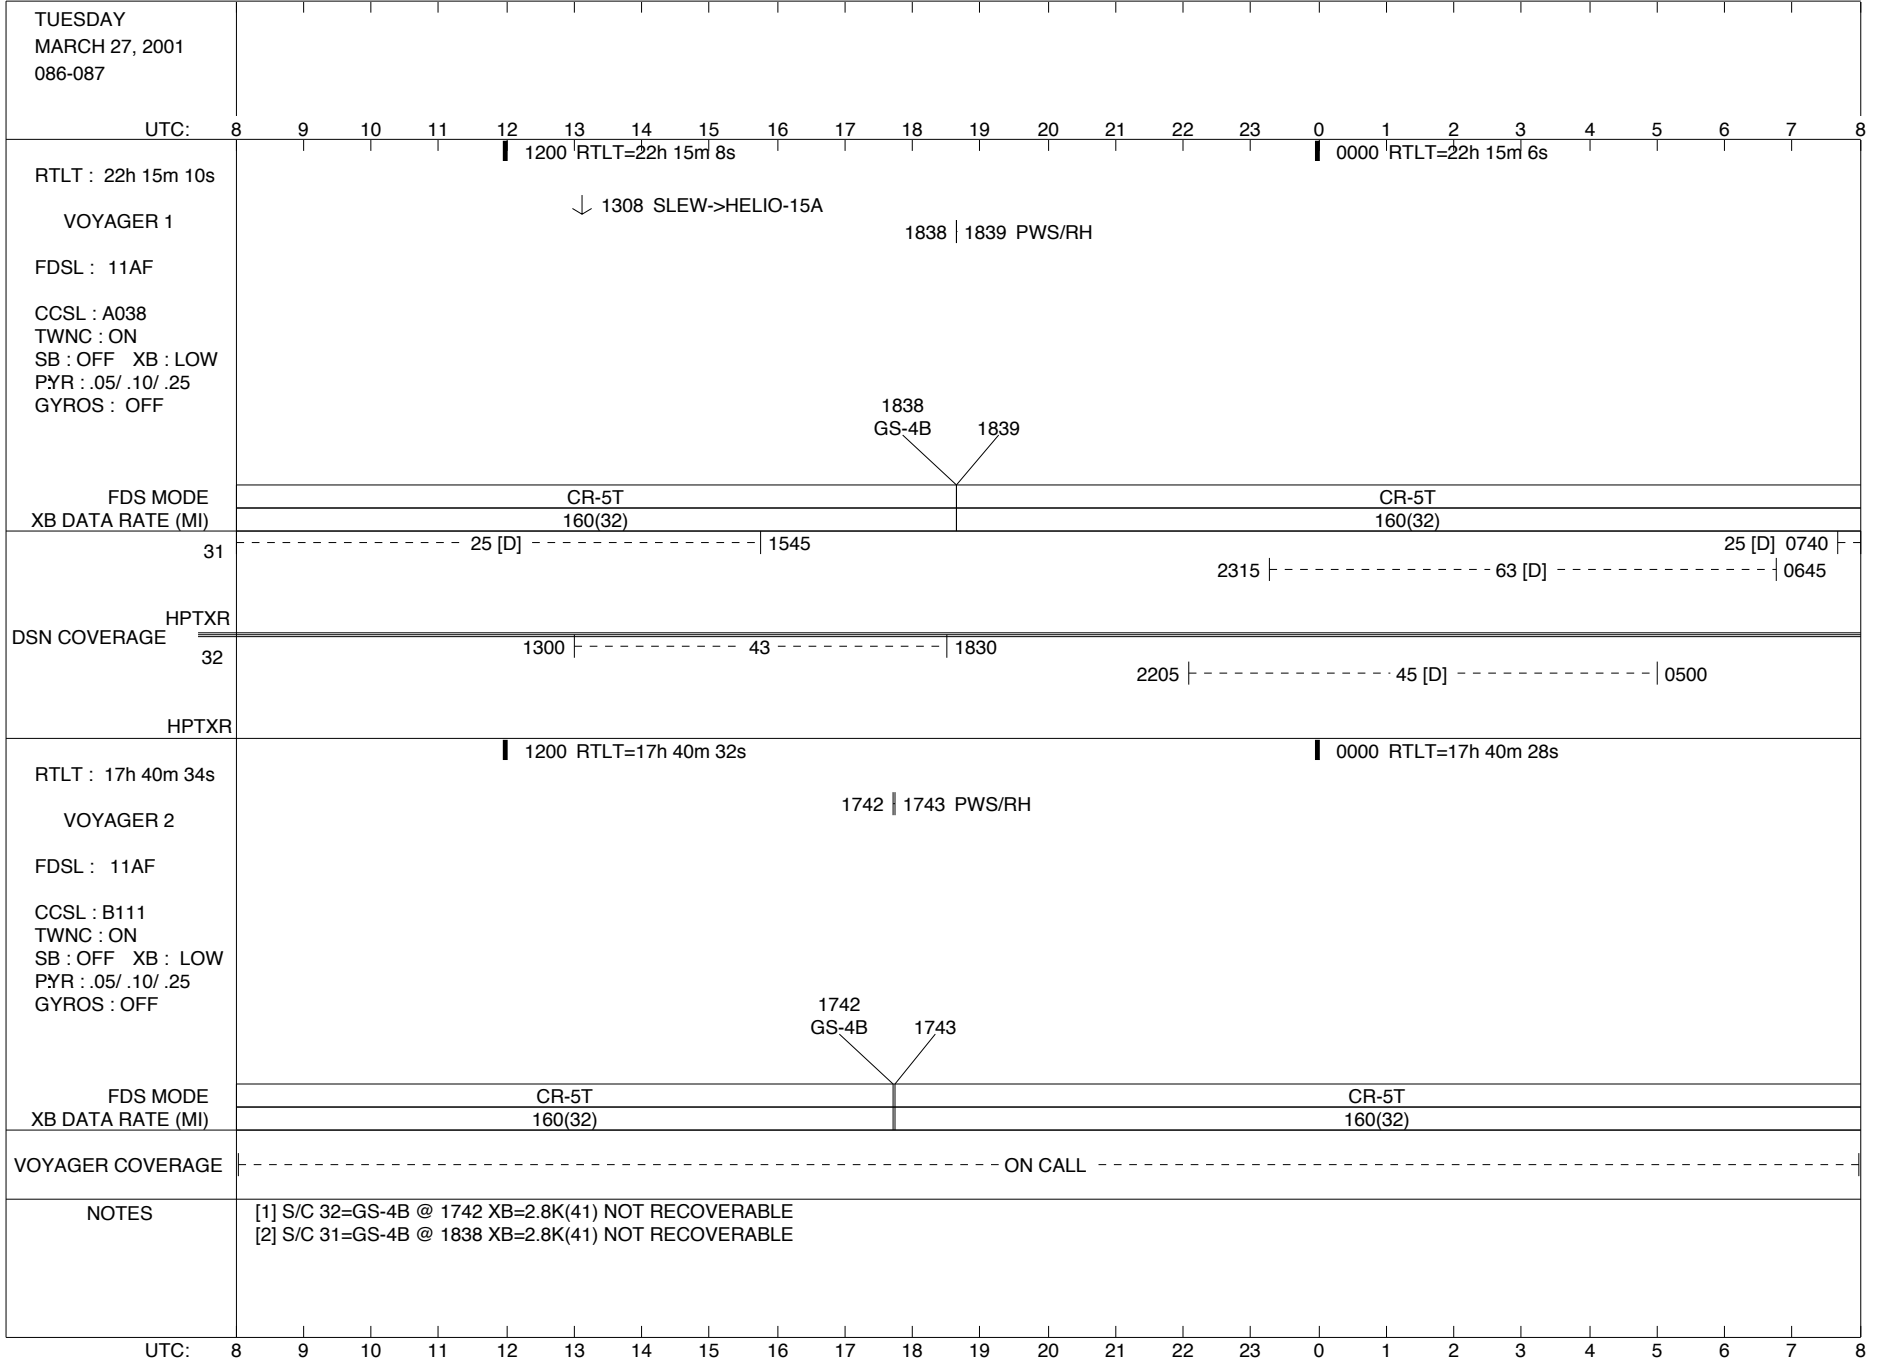 TUESDAY
MARCH 27, 2001
086-087
UTC: 8 9 10 11 12 13 14 15 16 17 18 19 20 21 22 23 0 1 2 3 4 5 6 7 8
1200 RTLT=22h 15m 8s 0000 RTLT=22h 15m 6s
RTLT : 22h 15m 10s
1308 SLEW->HELIO-15A
VOYAGER 1
1838 1839 PWS/RH
FDSL : 11AF
CCSL : A038
TWNC : ON
SB : OFF XB : LOW
P:YR : .05/ .10/ .25
GYROS : OFF
1838
GS-4B 1839
FDS MODE CR-5T CR-5T
XB DATA RATE (MI) 160(32) 160(32)
31 25 [D] 1545 25 [D] 0740
2315 63 [D] 0645
HPTXR
DSN COVERAGE
32 1300 43 1830
2205 45 [D] 0500
HPTXR
1200 RTLT=17h 40m 32s 0000 RTLT=17h 40m 28s
RTLT : 17h 40m 34s
1742 1743 PWS/RH
VOYAGER 2
FDSL : 11AF
CCSL : B111
TWNC : ON
SB : OFF XB : LOW
P:YR : .05/ .10/ .25
GYROS : OFF
1742
GS-4B 1743
FDS MODE CR-5T CR-5T
XB DATA RATE (MI) 160(32) 160(32)
VOYAGER COVERAGE ON CALL
NOTES [1] S/C 32=GS-4B @ 1742 XB=2.8K(41) NOT RECOVERABLE
[2] S/C 31=GS-4B @ 1838 XB=2.8K(41) NOT RECOVERABLE
UTC: 8 9 10 11 12 13 14 15 16 17 18 19 20 21 22 23 0 1 2 3 4 5 6 7 8